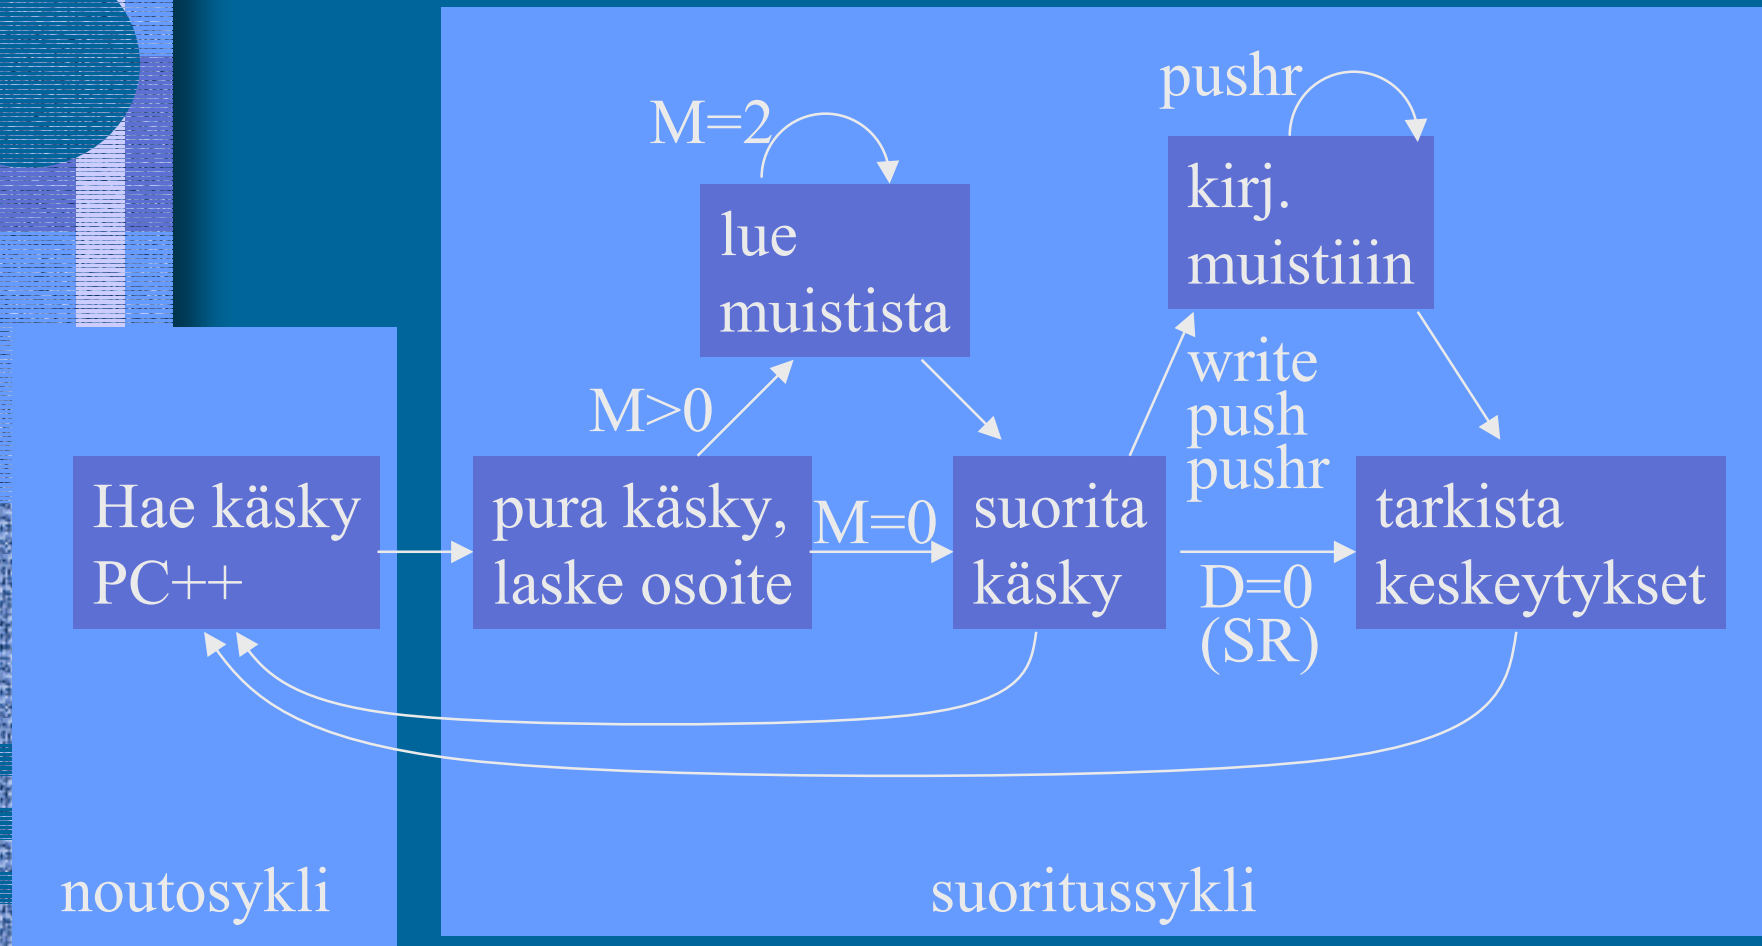 pushr
M=2
kirj.
muistiiin
lue
muistista
write
push
pushr
M>0
Hae käsky
PC++
pura käsky,
laske osoite
M=0
suorita
käsky
D=0
(SR)
tarkista
keskeytykset
noutosykli
suoritussykli